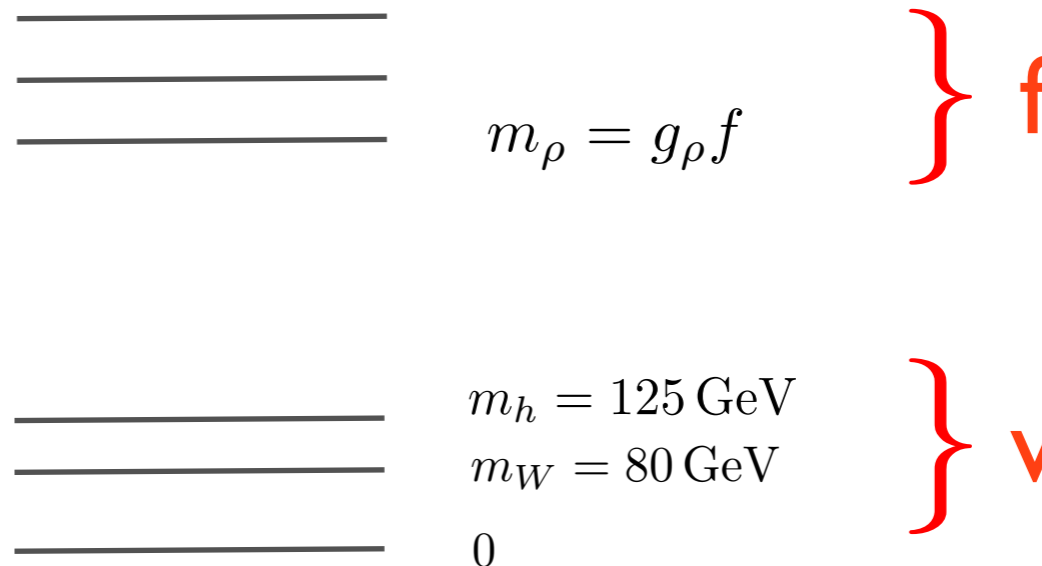 f
m_ρ = g_ρ f
m_h = 125 GeV
m_W = 80 GeV
v
0